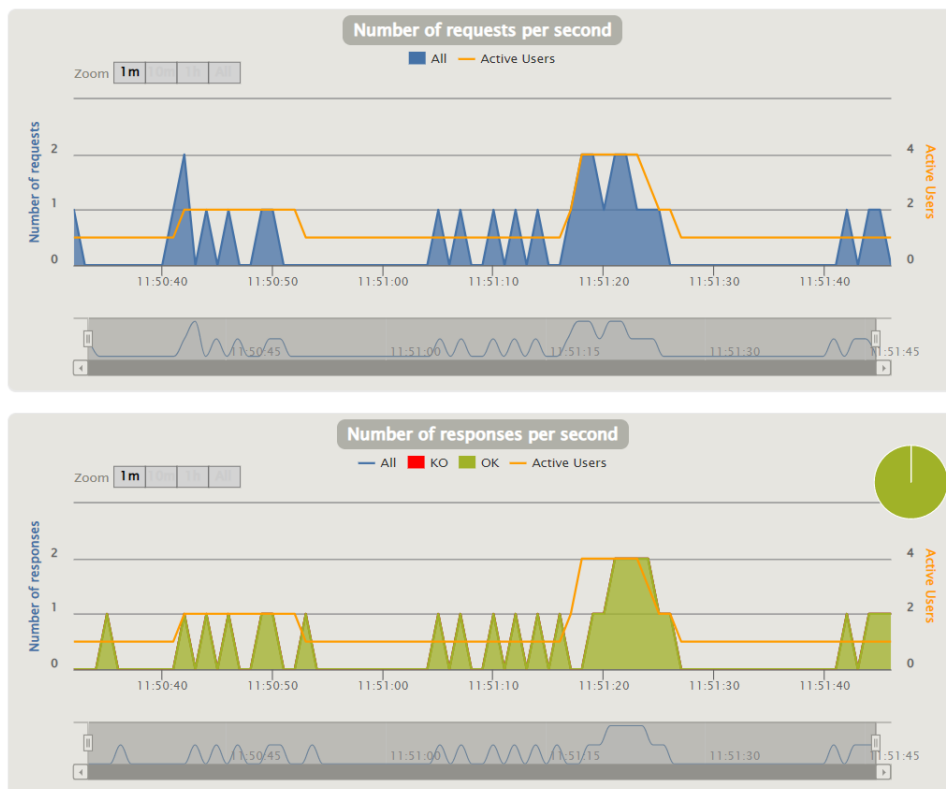 Number of requests per second
All Active Users
Zoom 1m 10m 1h All
Number of requests
Active Users
2 4
1 2
0 0
11:50:40 11:50:50 11:51:00 11:51:10 11:51:20 11:51:30 11:51:40
11:50:45 11:51:00 11:51:15 11:51:30 11:51:45
Number of responses per second
All KO OK Active Users
Zoom 1m 10m 1h All
Number of responses
Active Users
2 4
1 2
0 0
11:50:40 11:50:50 11:51:00 11:51:10 11:51:20 11:51:30 11:51:40
11:50:45 11:51:00 11:51:15 11:51:30 11:51:45